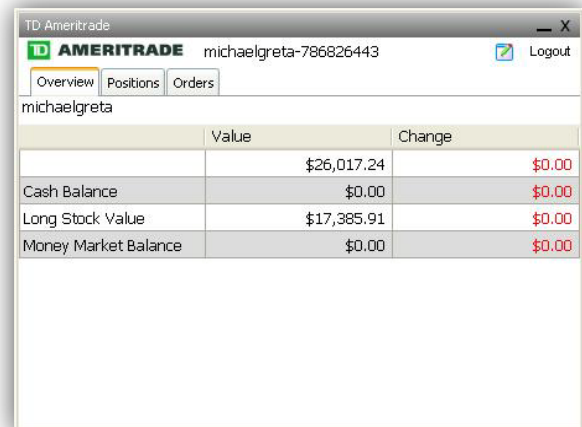 TD Ameritrade — X
TD AMERITRADE michaelgreta-786826443 Logout
Overview Positions Orders
michaelgreta
Value Change
$26,017.24 $0.00
Cash Balance $0.00 $0.00
Long Stock Value $17,385.91 $0.00
Money Market Balance $0.00 $0.00